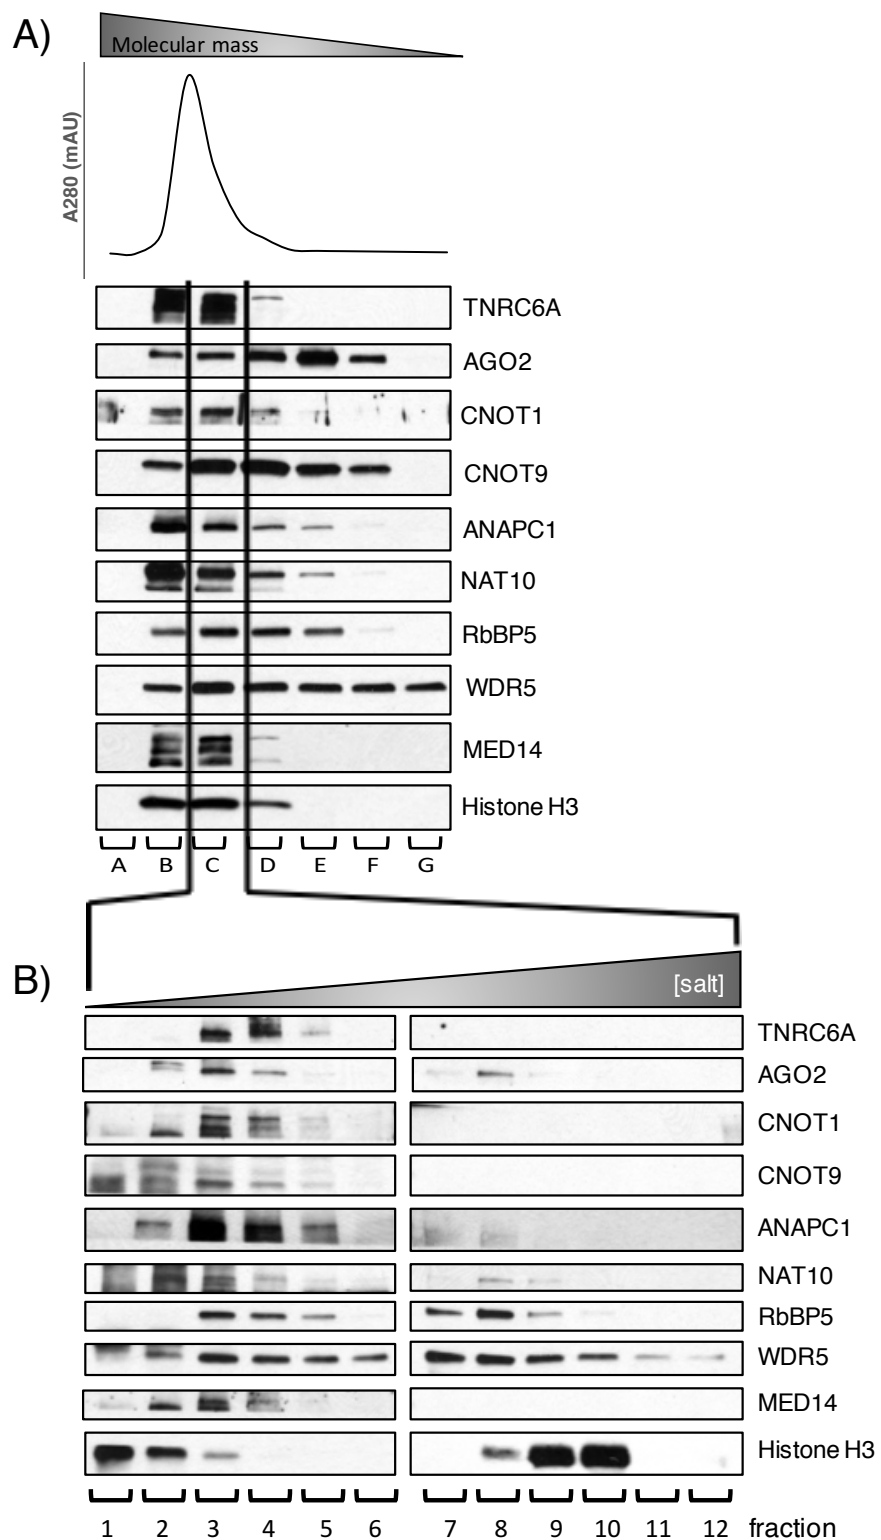 A)
Molecular mass
A280 (mAU)
TNRC6A
AGO2
CNOT1
CNOT9
ANAPC1
NAT10
RbBP5
WDR5
MED14
Histone H3
A B C D E F G
B)
[salt]
TNRC6A
AGO2
CNOT1
CNOT9
ANAPC1
NAT10
RbBP5
WDR5
MED14
Histone H3
1 2 3 4 5 6 7 8 9 10 11 12 fraction